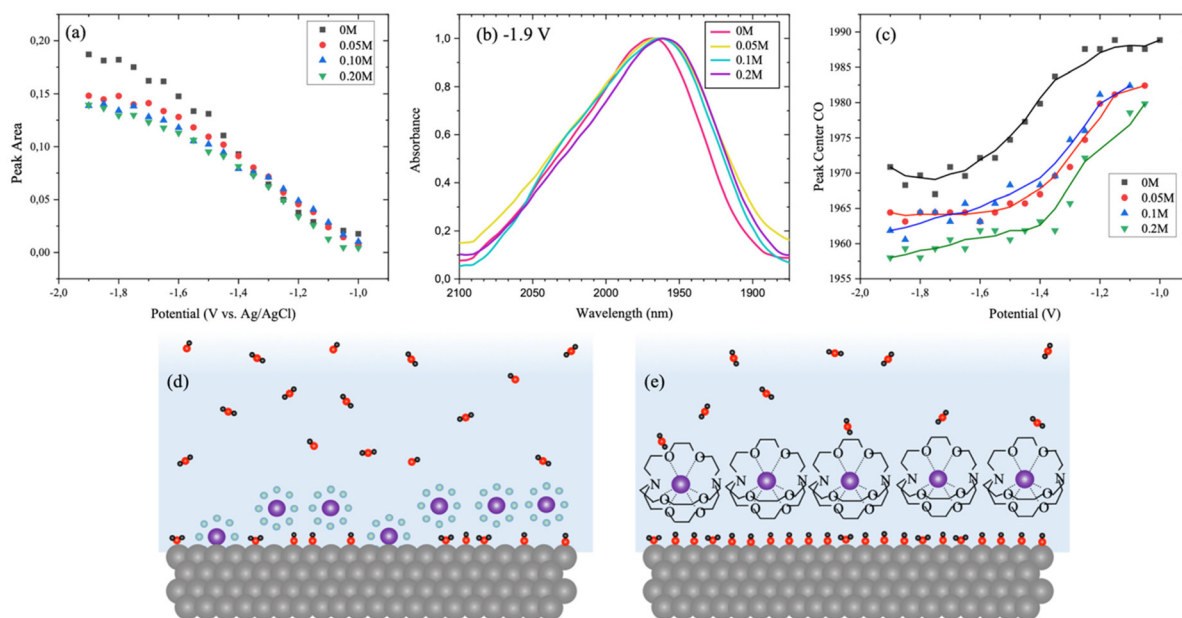 (a)
0M
0.05M
0.10M
0.20M
0,20
0,15
0,10
0,05
0,00
Peak Area
-2,0 -1,8 -1,6 -1,4 -1,2 -1,0
Potential (V vs. Ag/AgCl)
(b) -1.9 V
0M
0.05M
0.1M
0.2M
1,0
0,8
0,6
0,4
0,2
0,0
Absorbance
2100 2050 2000 1950 1900
Wavelength (nm)
(c)
1990
1985
1980
1975
1970
1965
1960
1955
Peak Center CO
0M
0.05M
0.1M
0.2M
-2,0 -1,8 -1,6 -1,4 -1,2 -1,0
Potential (V)
(d)
(e)
O O O O O O O O O O
N N N N N N
O O O O O O O O O O
O O O O O O O O O O